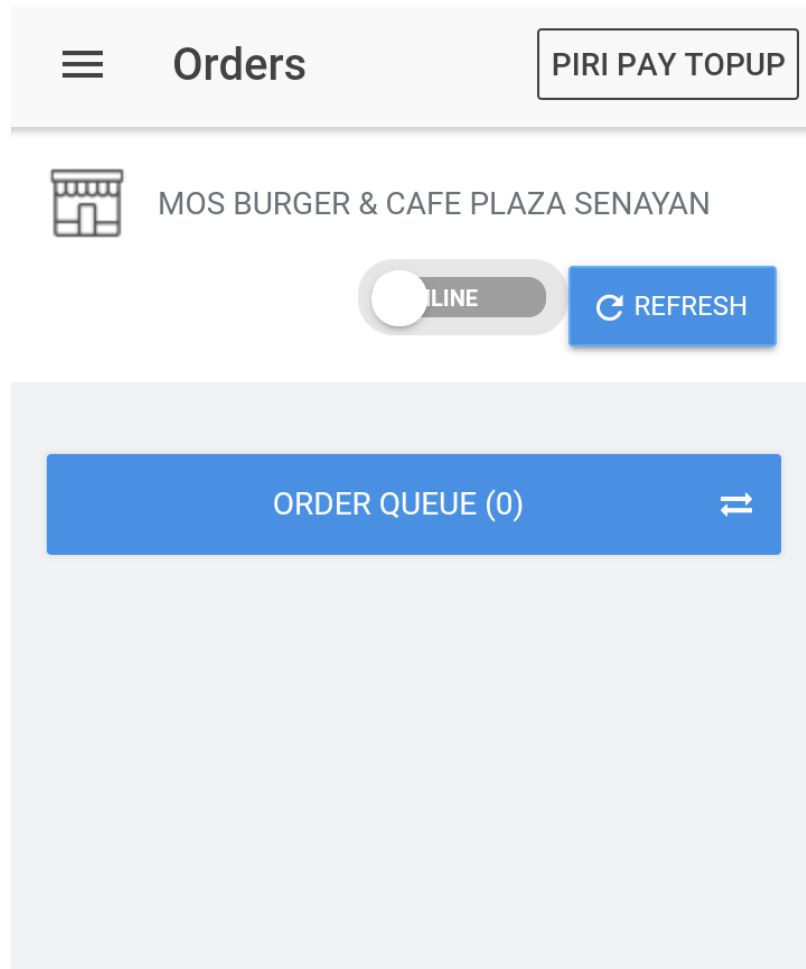 Orders
PIRI PAY TOPUP
MOS BURGER & CAFE PLAZA SENAYAN
REFRESH
ORDER QUEUE (0)